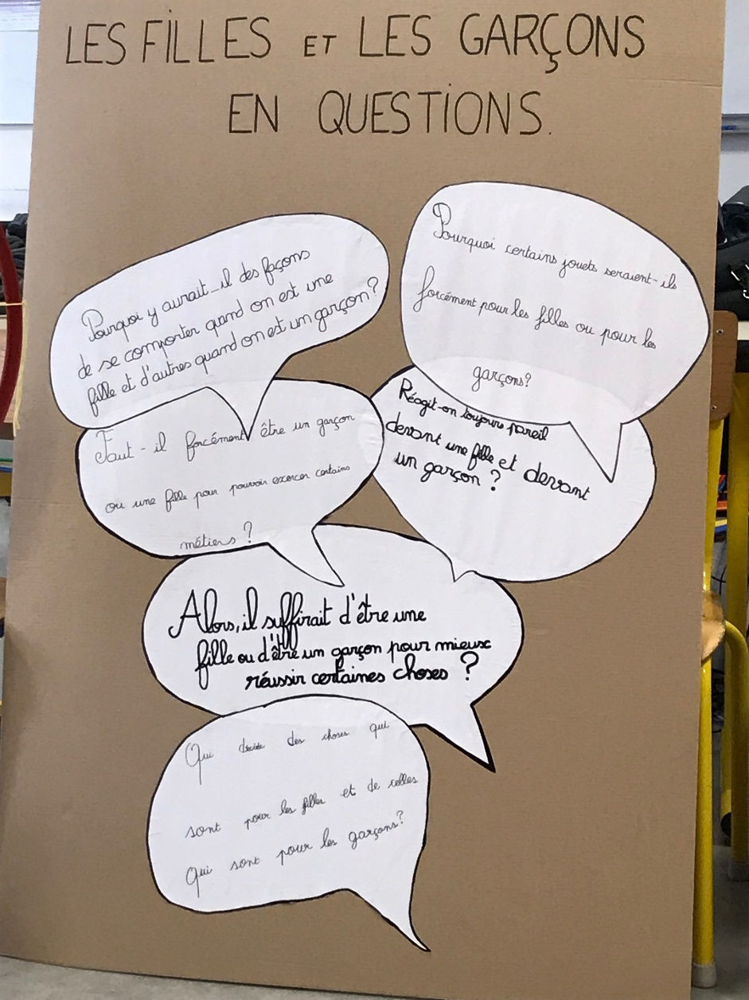 LES FILLES ET LES GARÇONS
EN QUESTIONS.
Pourquoi y aurait-il des façons
de se comporter quand on est une
fille et d'autres quand on est un garçon?
Pourquoi certains jouets seraient-ils
forcément pour les filles ou pour les
garçons?
Faut-il forcément être un garçon
ou une fille pour pouvoir exercer certains
métiers ?
Réagit-on toujours pareil
devant une fille et devant
un garçon ?
Alors, il suffirait d'être une
fille ou d'être un garçon pour mieux
réussir certaines choses ?
Qui décide des choses qui
sont pour les filles et de celles
qui sont pour les garçons?